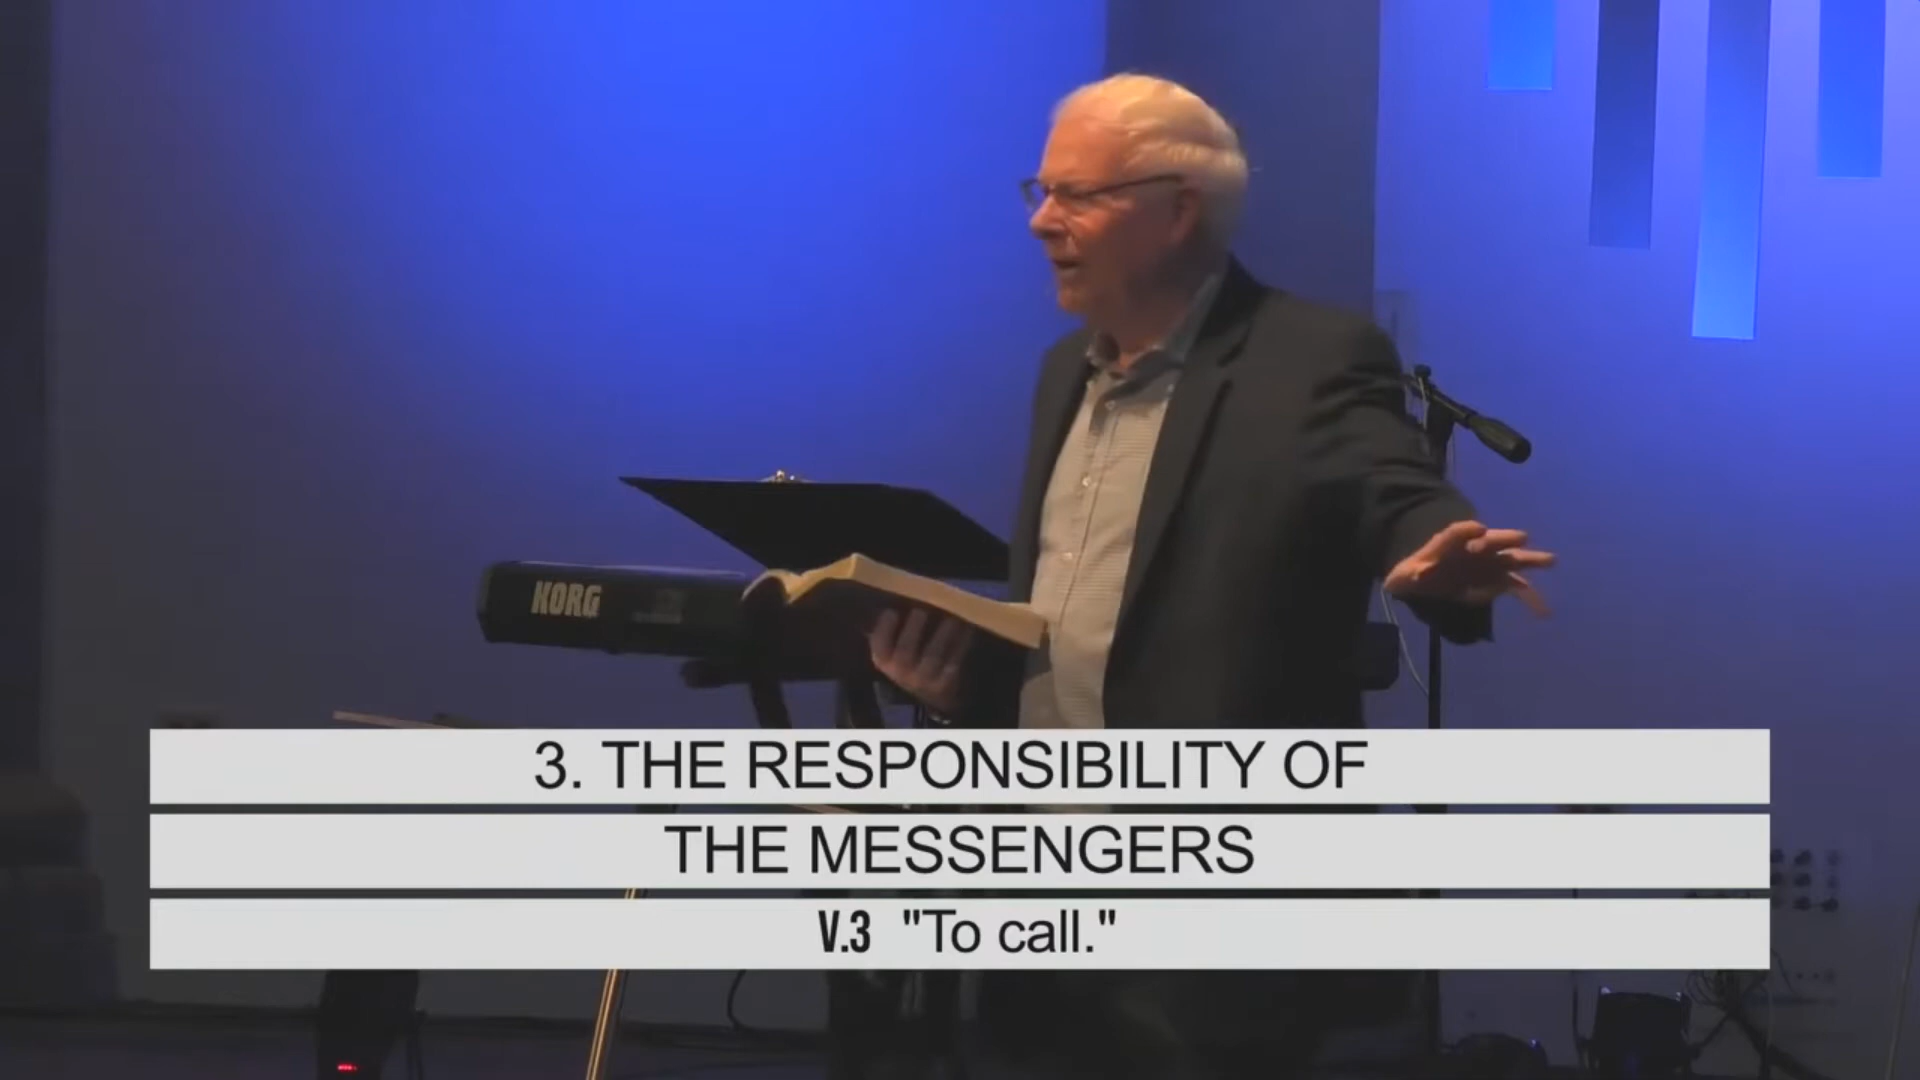 KORG
3. THE RESPONSIBILITY OF
THE MESSENGERS
V.3 "To call."